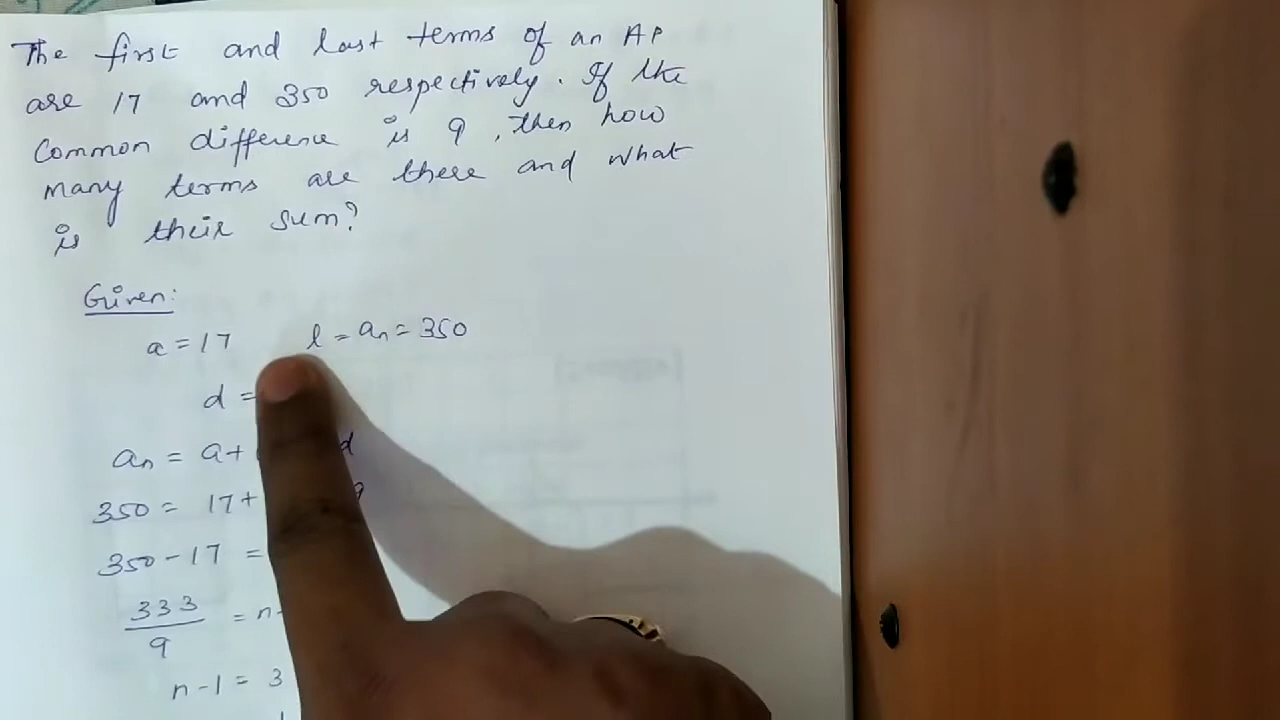 The first and last terms of an AP
are 17 and 350 respectively. If the
common difference is 9, then how
many terms are there and what
is their sum?
Given:
a = 17 l = an = 350
d =
an = a+ d
350 = 17+ 9
350-17 =
333
9
= n-
n-1 = 3